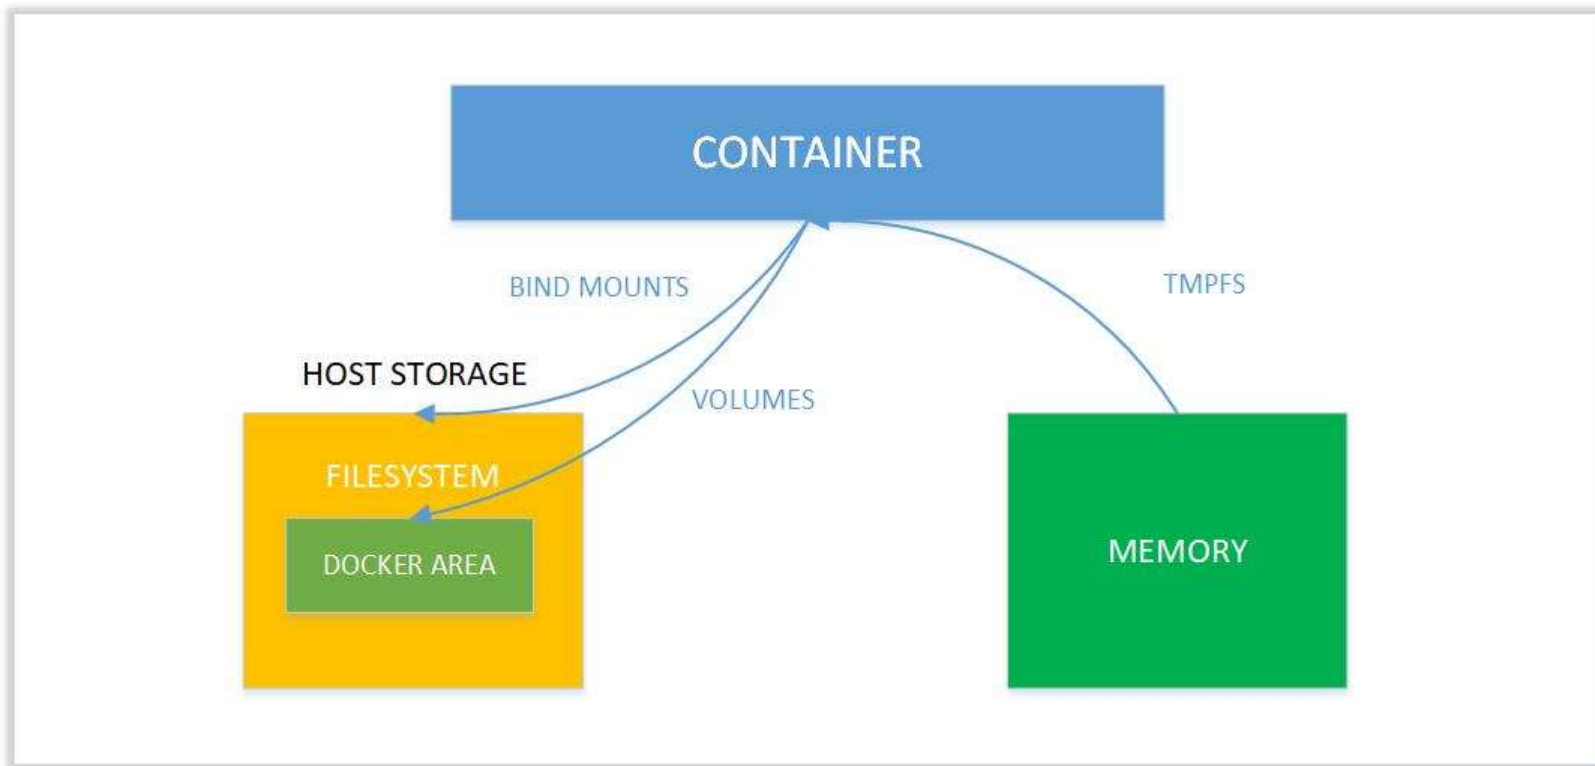 CONTAINER
BIND MOUNTS
TMPFS
HOST STORAGE
VOLUMES
FILESYSTEM
DOCKER AREA
MEMORY